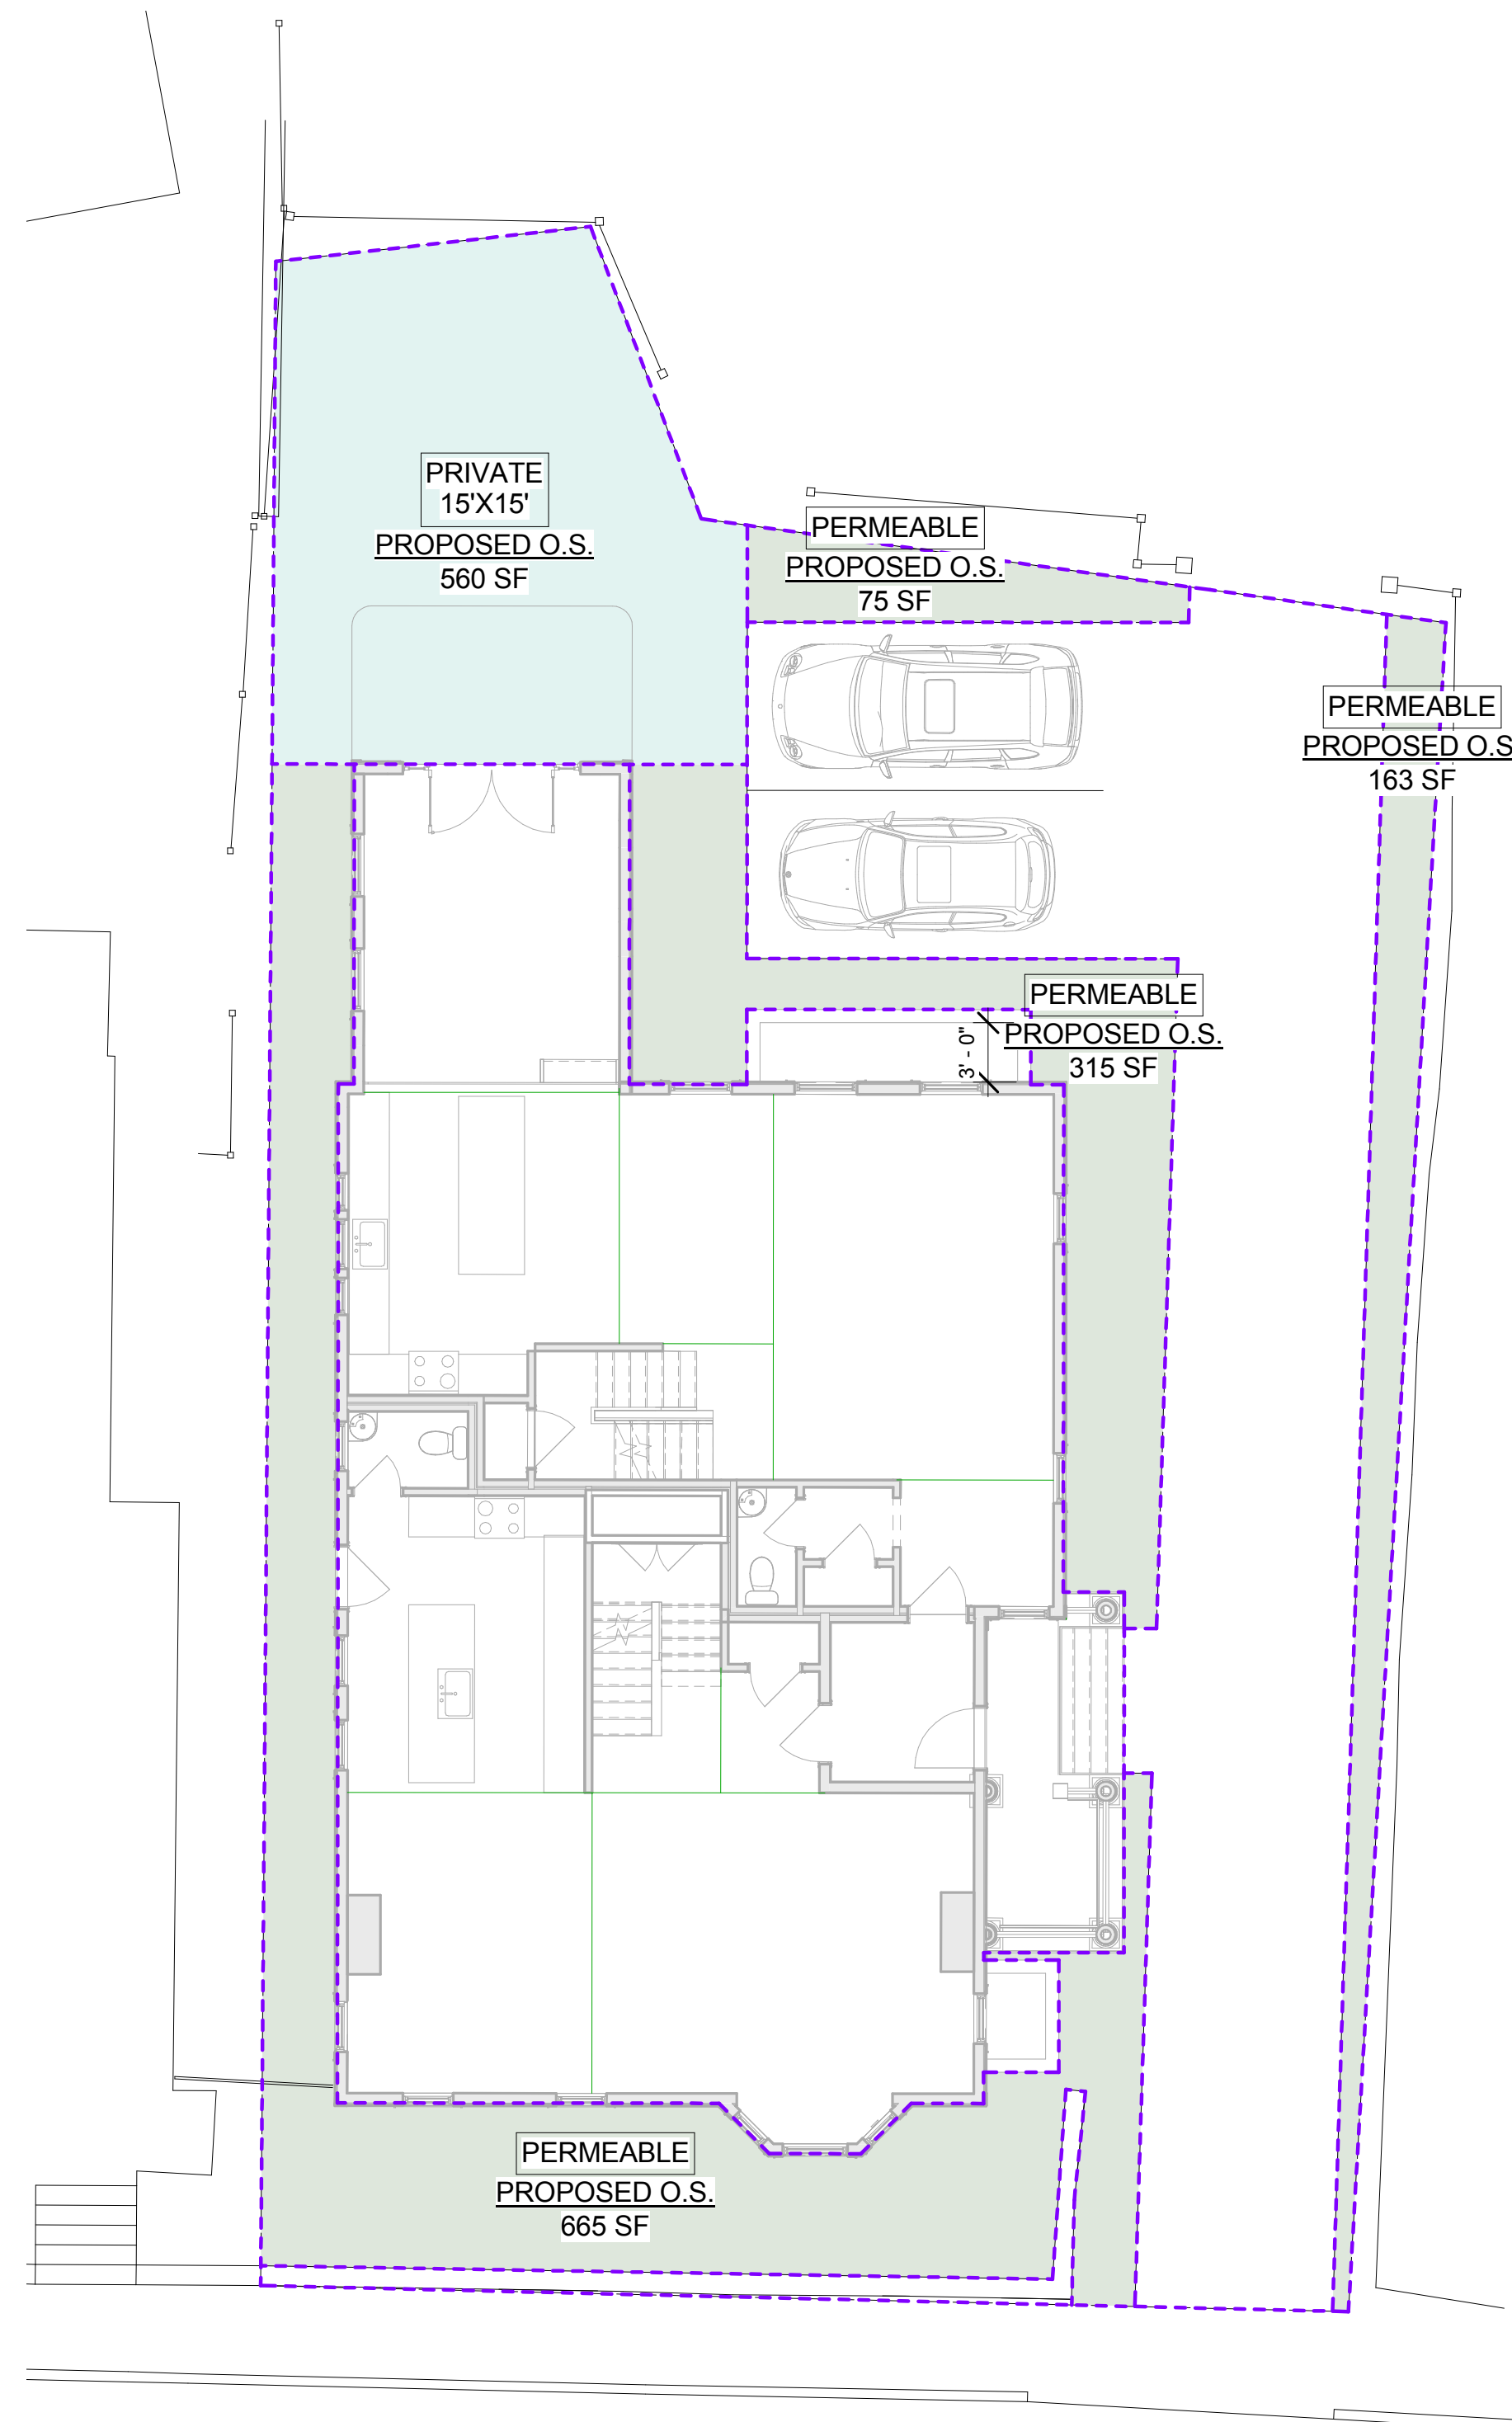 PRIVATE
15'X15'
PROPOSED O.S.
560 SF
PERMEABLE
PROPOSED O.S.
75 SF
PERMEABLE
PROPOSED O.S
163 SF
PERMEABLE
PROPOSED O.S.
315 SF
3' - 0"
PERMEABLE
PROPOSED O.S.
665 SF